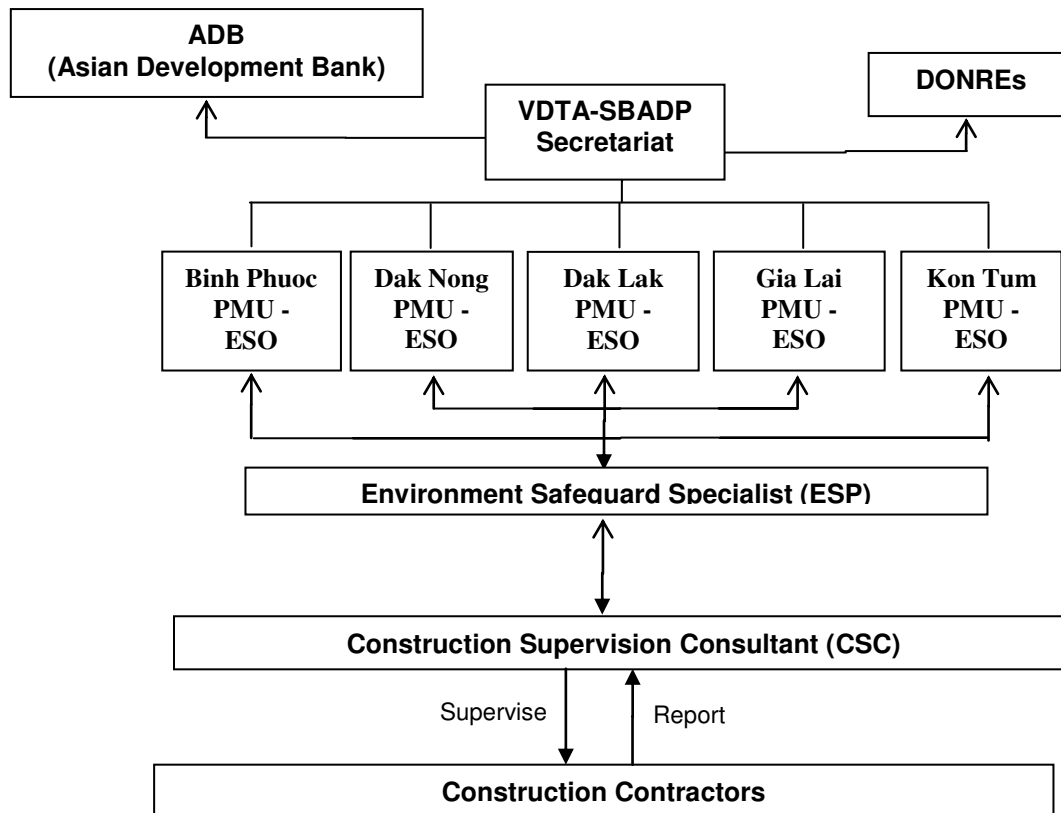 ADB
(Asian Development Bank)
DONREs
VDTA-SBADP
Secretariat
Binh Phuoc
PMU -
ESO
Dak Nong
PMU -
ESO
Dak Lak
PMU -
ESO
Gia Lai
PMU -
ESO
Kon Tum
PMU -
ESO
Environment Safeguard Specialist (ESP)
Construction Supervision Consultant (CSC)
Supervise
Report
Construction Contractors